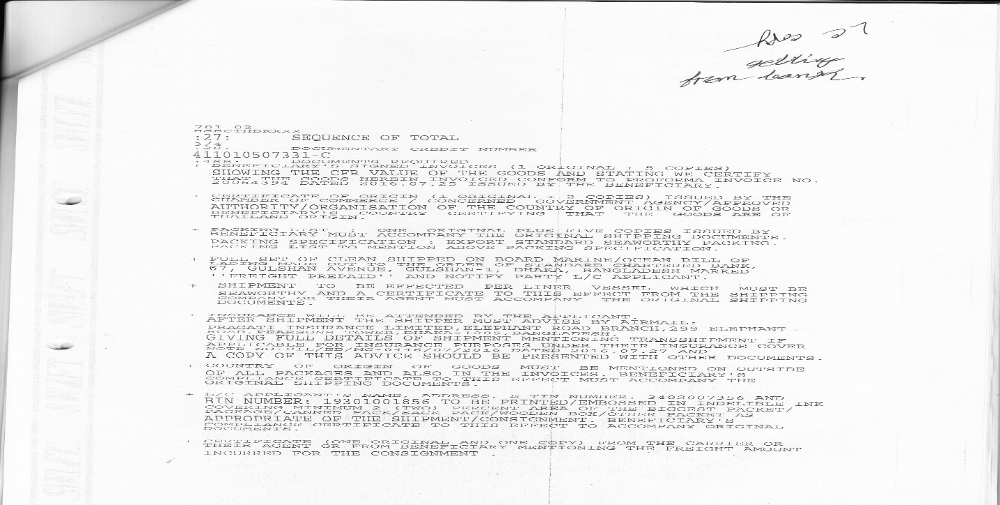 getting
from bank.
701 02
:27: SEQUENCE OF TOTAL
3/4
:20: DOCUMENTARY CREDIT NUMBER
411010507331-C
:46B: DOCUMENTS REQUIRED
+ BENEFICIARY'S SIGNED INVOICES (1 ORIGINAL + 5 COPIES)
SHOWING THE CFR VALUE OF THE GOODS AND STATING WE CERTIFY
THAT THE GOODS HEREIN INVOICED CONFORM TO PROFORMA INVOICE NO.
20054394 DATED 2016.07.25 ISSUED BY THE BENEFICIARY.
+ CERTIFICATE OF ORIGIN (1 ORIGINAL + 2 COPIES) ISSUED BY THE
CHAMBER OF COMMERCE / CONCERNED GOVERNMENT AGENCY/APPROVED
AUTHORITY/ORGANISATION OF THE COUNTRY OF ORIGIN OF GOODS OR
BENEFICIARY'S COUNTRY CERTIFYING THAT THE GOODS ARE OF
THAILAND ORIGIN.
+ PACKING LIST : ONE ORIGINAL PLUS FIVE COPIES ISSUED BY
BENEFICIARY MUST ACCOMPANY THE ORIGINAL SHIPPING DOCUMENTS.
PACKING SPECIFICATION : EXPORT STANDARD SEAWORTHY PACKING.
PACKING LIST TO MENTION ABOVE PACKING SPECIFICATION.
+ FULL SET OF CLEAN SHIPPED ON BOARD MARINE/OCEAN BILL OF
LADING MADE OUT TO THE ORDER OF STANDARD CHARTERED BANK,
67, GULSHAN AVENUE, GULSHAN-1, DHAKA, BANGLADESH MARKED
''FREIGHT PREPAID'' AND NOTIFY PARTY L/C APPLICANT.
+ SHIPMENT TO BE EFFECTED PER LINER VESSEL WHICH MUST BE
SEAWORTHY AND A CERTIFICATE TO THIS EFFECT FROM THE SHIPPING
COMPANY OR THEIR AGENT MUST ACCOMPANY THE ORIGINAL SHIPPING
DOCUMENTS.
+ INSURANCE WILL BE ATTENDED BY THE APPLICANT.
AFTER SHIPMENT THE SHIPPER MUST ADVISE BY AIRMAIL:
PRAGATI INSURANCE LIMITED,ELEPHANT ROAD BRANCH,299 ELEPHANT
DHAKA-1205,BANGLADESH.
GIVING FULL DETAILS OF SHIPMENT MENTIONING TRANSSHIPMENT IF
APPLICABLE FOR INSURANCE PURPOSES UNDER THEIR INSURANCE COVER
NOTE NO.PIL/ED/MC-0446/07/2016 DATED 2016.07.27 AND
A COPY OF THIS ADVICE SHOULD BE PRESENTED WITH OTHER DOCUMENTS.
+ COUNTRY OF ORIGIN OF GOODS MUST BE MENTIONED ON OUTSIDE
OF ALL PACKAGES AND ALSO IN THE INVOICES. BENEFICIARY'S
COMPLIANCE CERTIFICATE TO THIS EFFECT MUST ACCOMPANY THE
ORIGINAL SHIPPING DOCUMENTS.
+ L/C APPLICANT'S NAME, ADDRESS, E TIN NUMBER: 3402007356 AND
BIN NUMBER: 19301001856 TO BE PRINTED/EMBOSSED IN INDELIBLE INK
COVERING MINIMUM 2 (TWO) PERCENT AREA OF THE BIGGEST PACKET/
PACKAGE/CANNED PACK/SACK PACK/WOODEN BOX/OTHER PACKET AS
APPROPRIATE OF THE SHIPMENT/CONSIGNMENT. BENEFICIARY'S
COMPLIANCE CERTIFICATE TO THIS EFFECT TO ACCOMPANY ORIGINAL
DOCUMENTS.
+ CERTIFICATE (ONE ORIGINAL AND ONE COPY) FROM THE CARRIER OR
THEIR AGENT OR FROM BENEFICIARY MENTIONING THE FREIGHT AMOUNT
INCURRED FOR THE CONSIGNMENT .